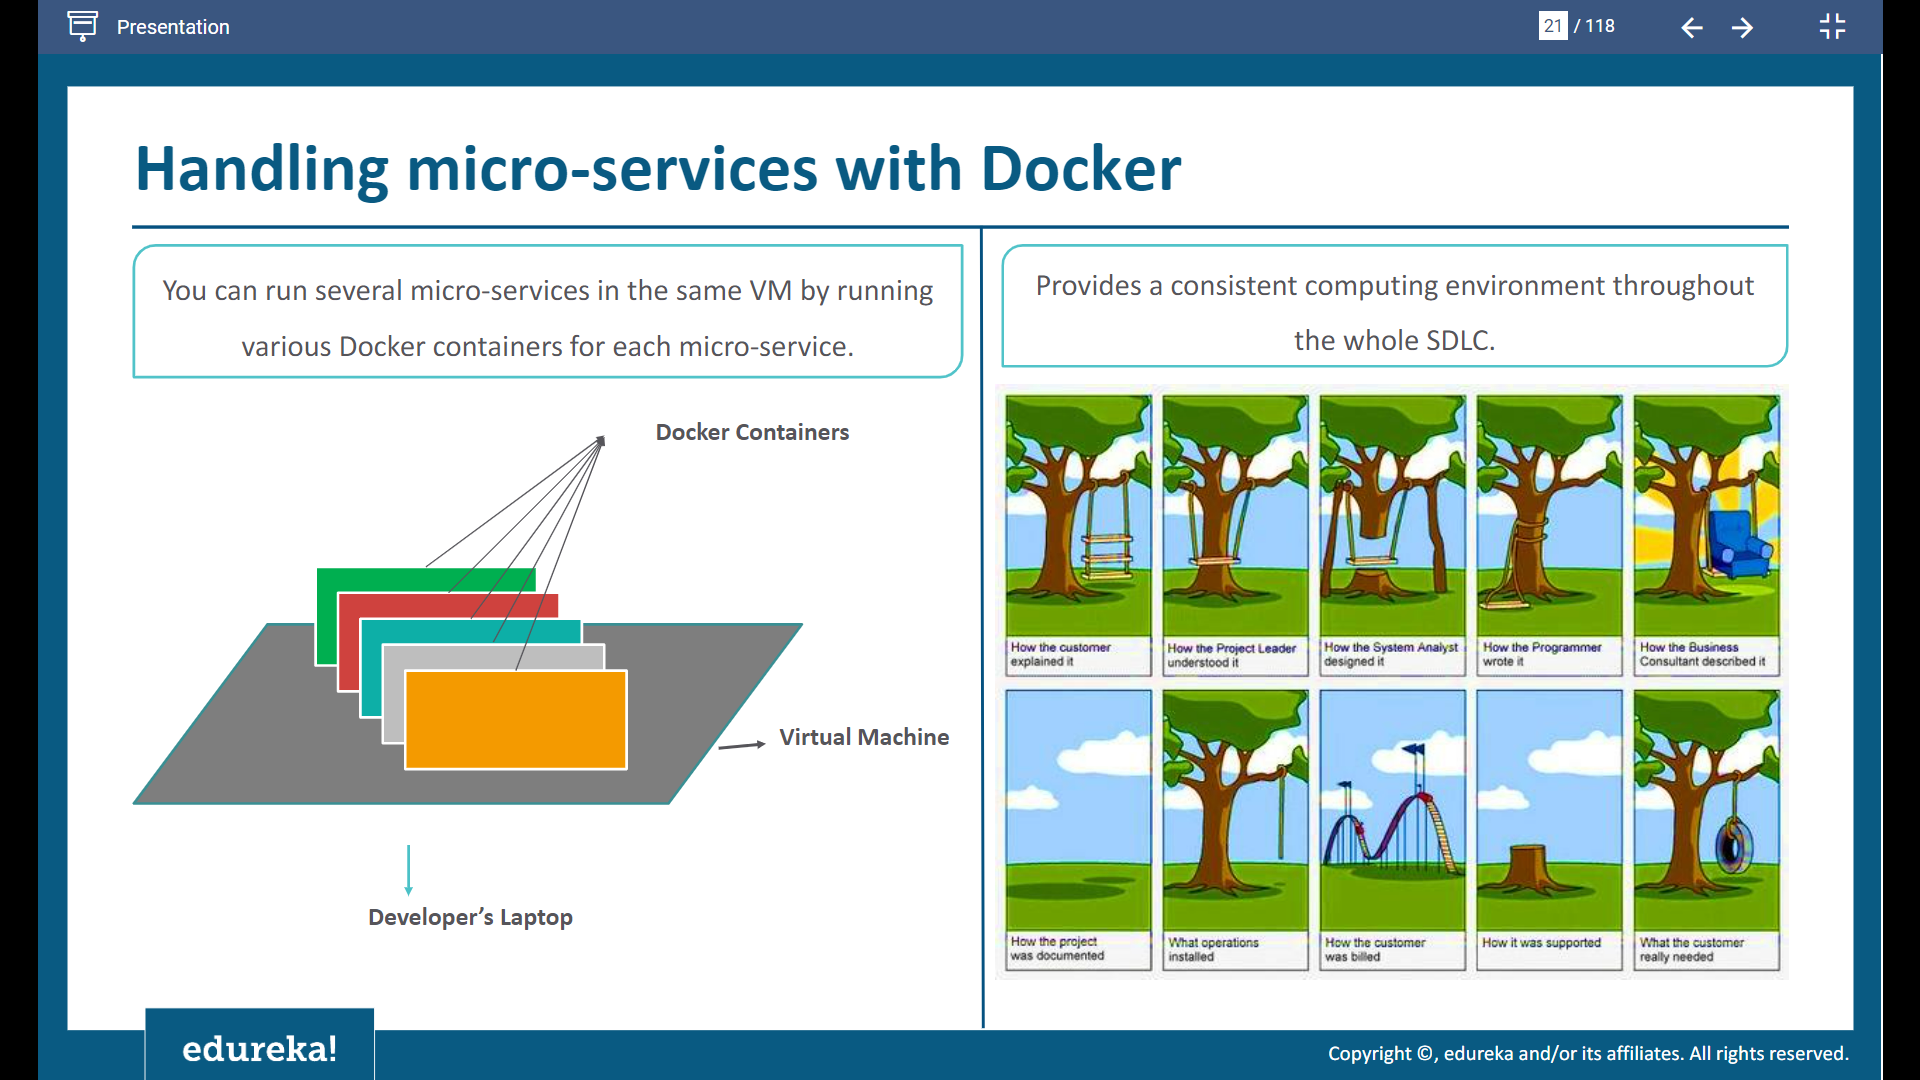 Presentation
21 / 118
Handling micro-services with Docker
You can run several micro-services in the same VM by running
various Docker containers for each micro-service.
Docker Containers
Virtual Machine
Developer’s Laptop
Provides a consistent computing environment throughout
the whole SDLC.
How the customer
explained it
How the Project Leader
understood it
How the System Analyst
designed it
How the Programmer
wrote it
How the Business
Consultant described it
How the project
was documented
What operations
installed
How the customer
was billed
How it was supported
What the customer
really needed
edureka!
Copyright ©, edureka and/or its affiliates. All rights reserved.